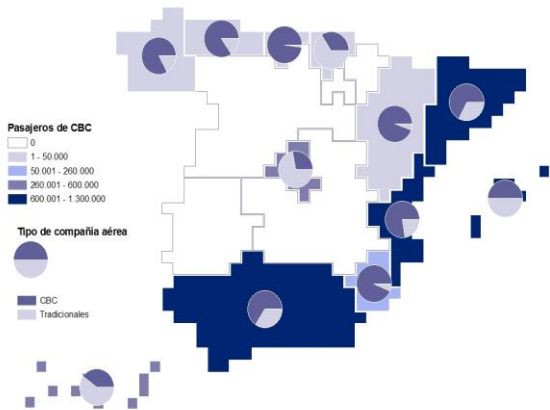 Pasajeros de CBC
0
1 - 50.000
50 001 - 260.000
260.001 - 600.000
600.001 - 1.300.000
Tipo de compañia aérea
CBC
Tradicionales